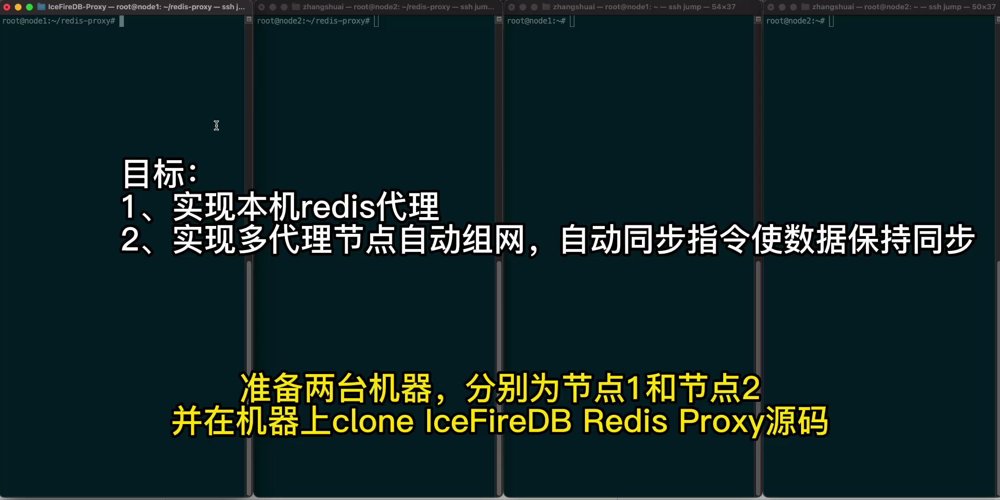 IceFireDB-Proxy — root@node1: ~/redis-proxy — ssh j...
zhangshuai — root@node2: ~/redis-proxy — ssh jum...
zhangshuai — root@node1: ~ — ssh jump — 54×37
zhangshuai — root@node2: ~ — ssh jump — 50×37
root@node1:~/redis-proxy#
root@node2:~/redis-proxy#
root@node1:~#
root@node2:~#
目标：
1、实现本机redis代理
2、实现多代理节点自动组网，自动同步指令使数据保持同步
准备两台机器，分别为节点1和节点2
并在机器上clone IceFireDB Redis Proxy源码